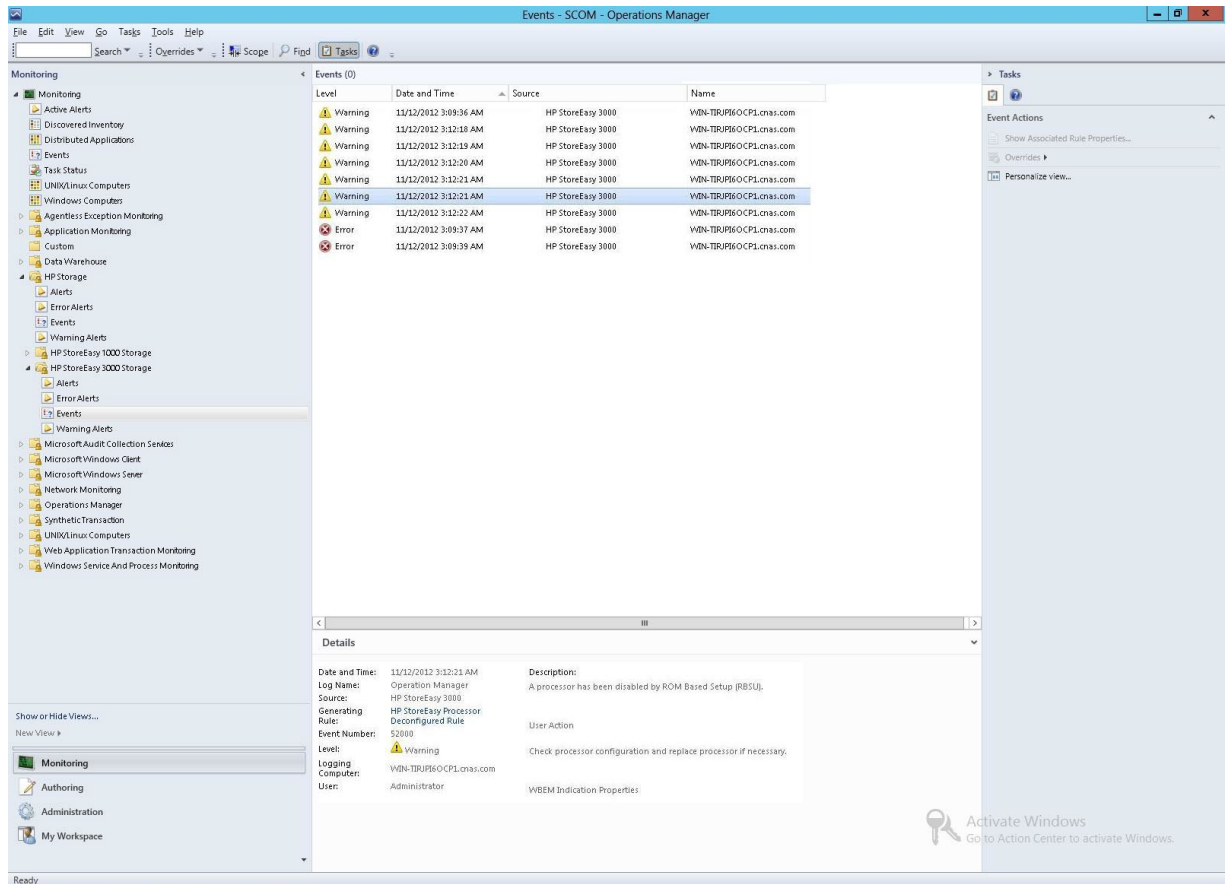 Events - SCOM - Operations Manager
File Edit View Go Tasks Tools Help
Search Overrides Scope Find Tasks
Monitoring
Monitoring
Active Alerts
Discovered Inventory
Distributed Applications
Events
Task Status
UNIX/Linux Computers
Windows Computers
Agentless Exception Monitoring
Application Monitoring
Custom
Data Warehouse
HP Storage
Alerts
Error Alerts
Events
Warning Alerts
HP StoreEasy 1000 Storage
HP StoreEasy 3000 Storage
Alerts
Error Alerts
Events
Warning Alerts
Microsoft Audit Collection Services
Microsoft Windows Client
Microsoft Windows Server
Network Monitoring
Operations Manager
Synthetic Transaction
UNIX/Linux Computers
Web Application Transaction Monitoring
Windows Service And Process Monitoring
Show or Hide Views...
New View
Monitoring
Authoring
Administration
My Workspace
Ready
Events (0)
Level Date and Time Source Name
Warning 11/12/2012 3:09:36 AM HP StoreEasy 3000 WIN-TIRJPI6OCP1.cnas.com
Warning 11/12/2012 3:12:18 AM HP StoreEasy 3000 WIN-TIRJPI6OCP1.cnas.com
Warning 11/12/2012 3:12:19 AM HP StoreEasy 3000 WIN-TIRJPI6OCP1.cnas.com
Warning 11/12/2012 3:12:20 AM HP StoreEasy 3000 WIN-TIRJPI6OCP1.cnas.com
Warning 11/12/2012 3:12:21 AM HP StoreEasy 3000 WIN-TIRJPI6OCP1.cnas.com
Warning 11/12/2012 3:12:21 AM HP StoreEasy 3000 WIN-TIRJPI6OCP1.cnas.com
Warning 11/12/2012 3:12:22 AM HP StoreEasy 3000 WIN-TIRJPI6OCP1.cnas.com
Error 11/12/2012 3:09:37 AM HP StoreEasy 3000 WIN-TIRJPI6OCP1.cnas.com
Error 11/12/2012 3:09:39 AM HP StoreEasy 3000 WIN-TIRJPI6OCP1.cnas.com
Details
Date and Time: 11/12/2012 3:12:21 AM
Log Name: Operation Manager
Source: HP StoreEasy 3000
Generating Rule: HP StoreEasy Processor Deconfigured Rule
Event Number: 52000
Level: Warning
Logging Computer: WIN-TIRJPI6OCP1.cnas.com
User: Administrator
Description:
A processor has been disabled by ROM Based Setup (RBSU).
User Action
Check processor configuration and replace processor if necessary.
WBEM Indication Properties
Tasks
Event Actions
Show Associated Rule Properties...
Overrides
Personalize view...
Activate Windows
Go to Action Center to activate Windows.